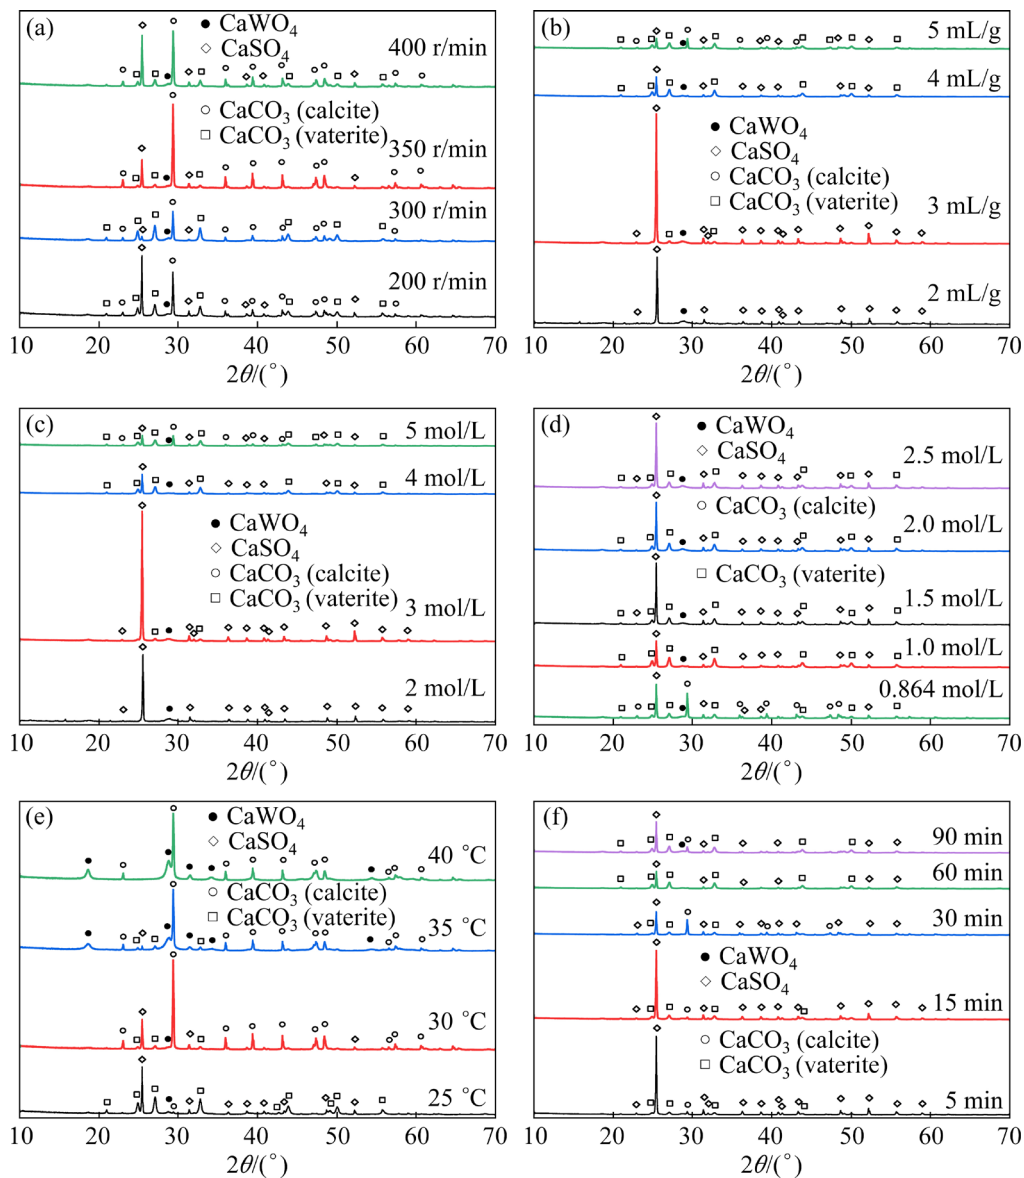 (a)
● CaWO4
◇ CaSO4
400 r/min
○ CaCO3 (calcite)
□ CaCO3 (vaterite)
350 r/min
300 r/min
200 r/min
10 20 30 40 50 60 70
2θ/(°)
(b)
5 mL/g
4 mL/g
● CaWO4
◇ CaSO4
○ CaCO3 (calcite)
□ CaCO3 (vaterite)
3 mL/g
2 mL/g
10 20 30 40 50 60 70
2θ/(°)
(c)
5 mol/L
4 mol/L
● CaWO4
◇ CaSO4
○ CaCO3 (calcite)
□ CaCO3 (vaterite)
3 mol/L
2 mol/L
10 20 30 40 50 60 70
2θ/(°)
(d)
● CaWO4
◇ CaSO4
2.5 mol/L
○ CaCO3 (calcite)
2.0 mol/L
□ CaCO3 (vaterite)
1.5 mol/L
1.0 mol/L
0.864 mol/L
10 20 30 40 50 60 70
2θ/(°)
(e)
● CaWO4
◇ CaSO4
40 °C
○ CaCO3 (calcite)
□ CaCO3 (vaterite)
35 °C
30 °C
25 °C
10 20 30 40 50 60 70
2θ/(°)
(f)
90 min
60 min
30 min
● CaWO4
◇ CaSO4
15 min
○ CaCO3 (calcite)
□ CaCO3 (vaterite)
5 min
10 20 30 40 50 60 70
2θ/(°)